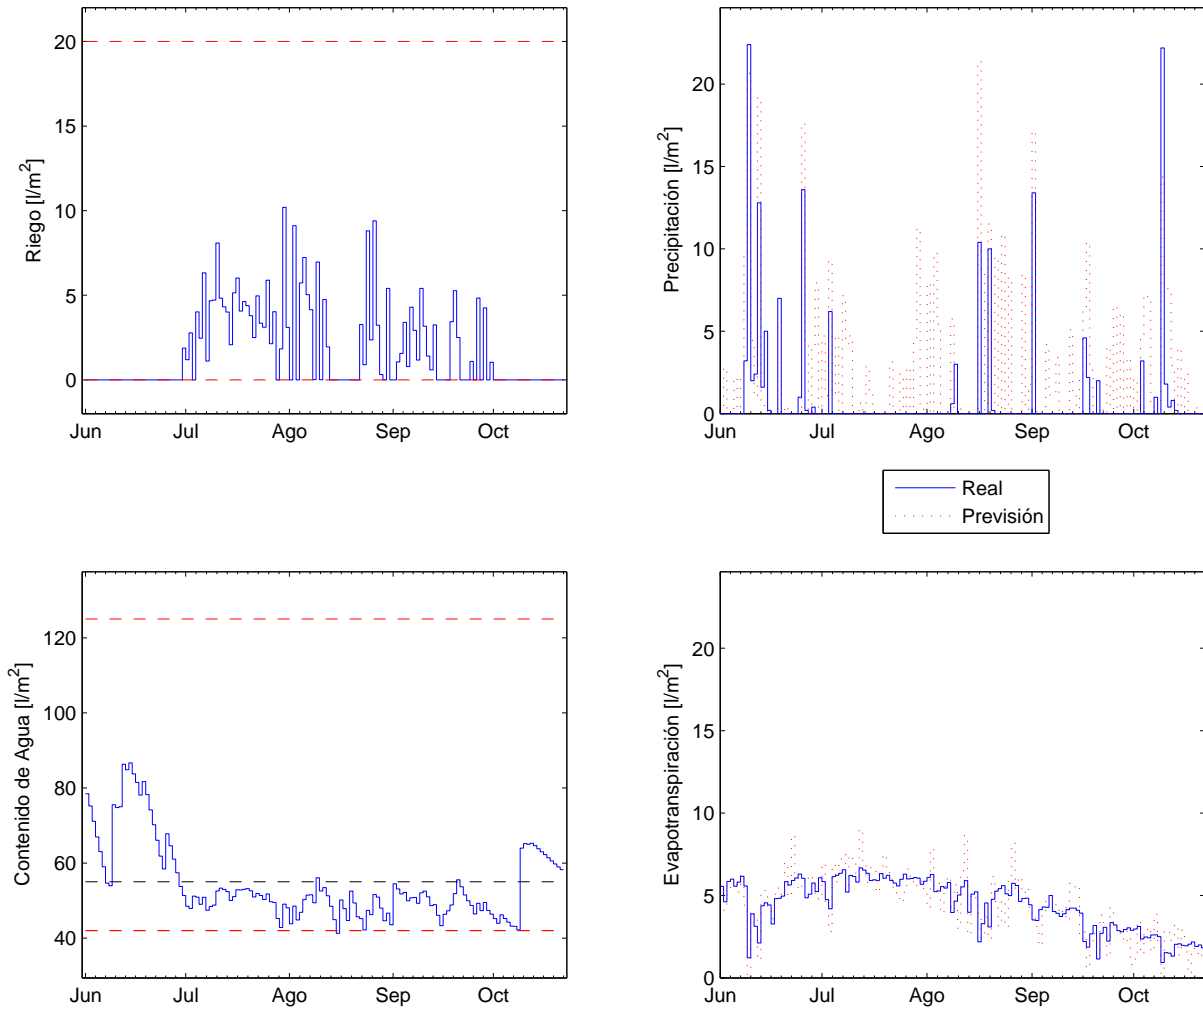 Riego [l/m²]
20
15
10
5
0
Jun Jul Ago Sep Oct
Precipitación [l/m²]
20
15
10
5
0
Jun Jul Ago Sep Oct
Real
Previsión
Contenido de Agua [l/m²]
120
100
80
60
40
Jun Jul Ago Sep Oct
Evapotranspiración [l/m²]
20
15
10
5
0
Jun Jul Ago Sep Oct